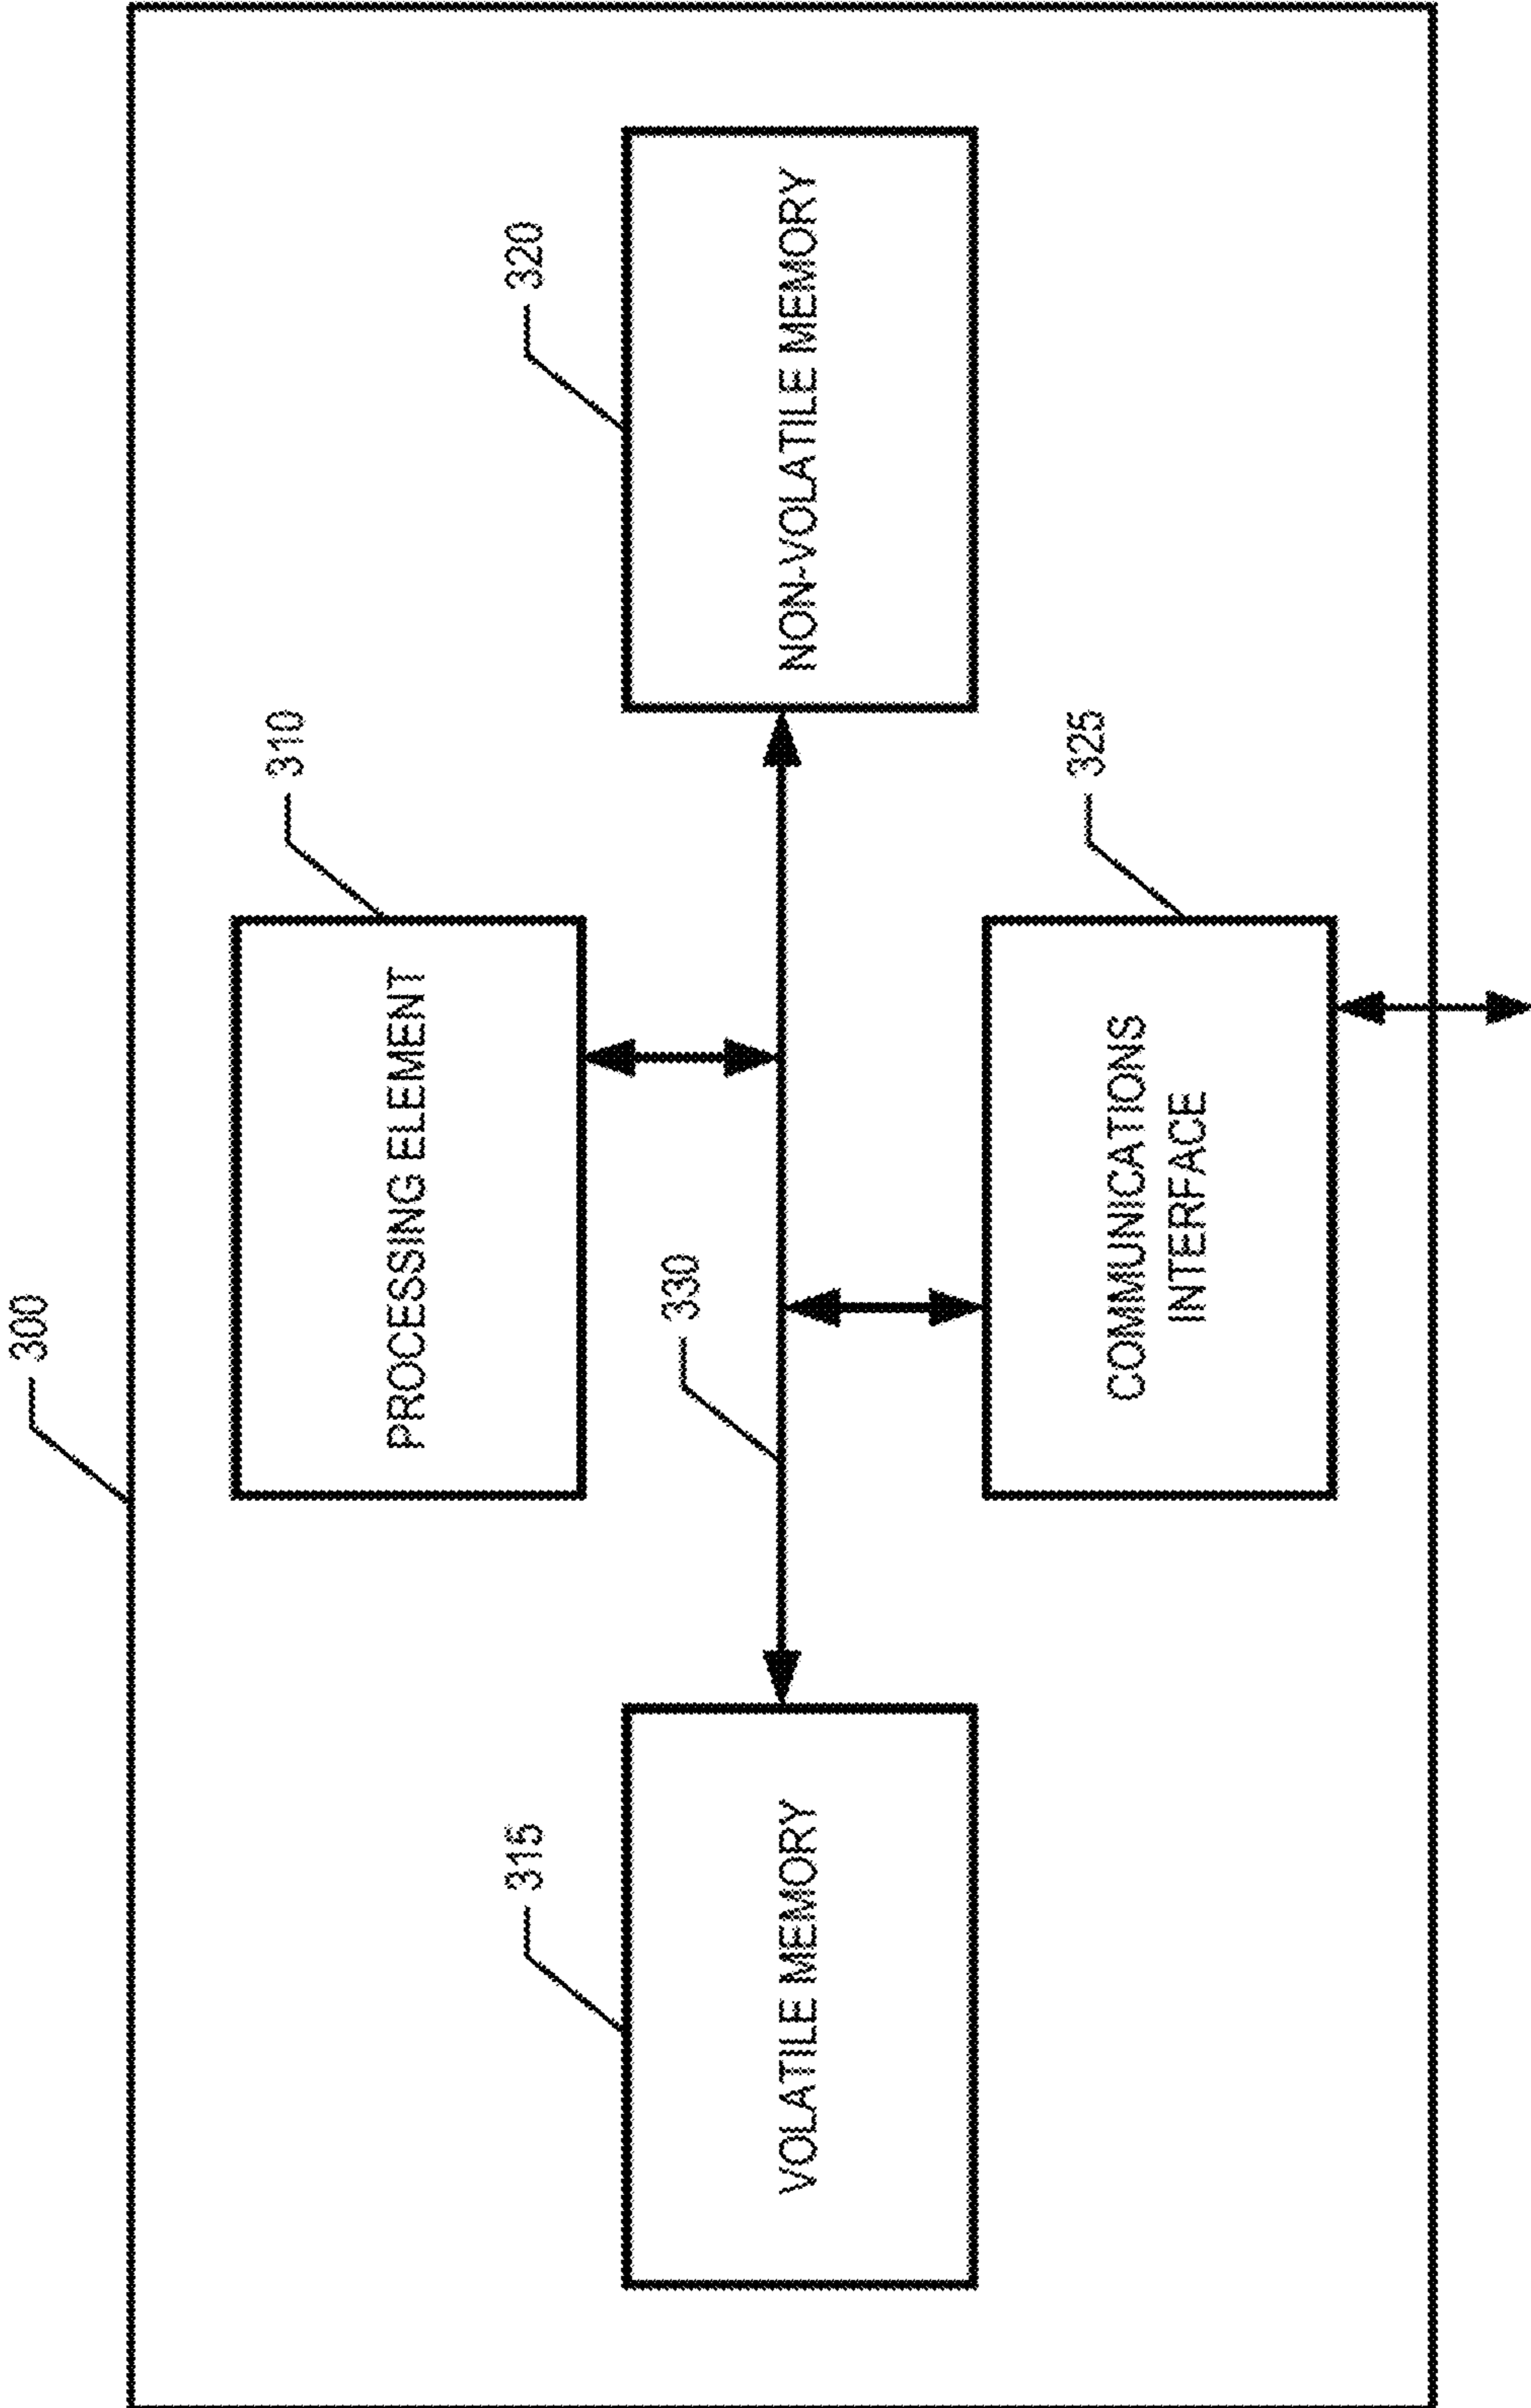 300
310
PROCESSING ELEMENT
315
VOLATILE MEMORY
330
320
NON-VOLATILE MEMORY
325
COMMUNICATIONS
INTERFACE